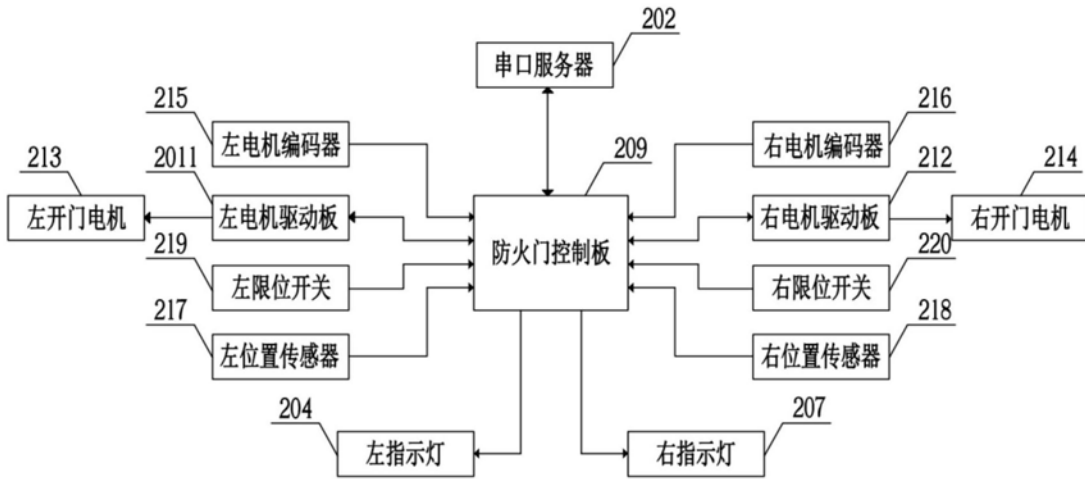 202
串口服务器
215
216
左电机编码器
右电机编码器
213
2011
209
212
214
左开门电机
左电机驱动板
防火门控制板
右电机驱动板
右开门电机
219
220
左限位开关
右限位开关
217
218
左位置传感器
右位置传感器
204
207
左指示灯
右指示灯